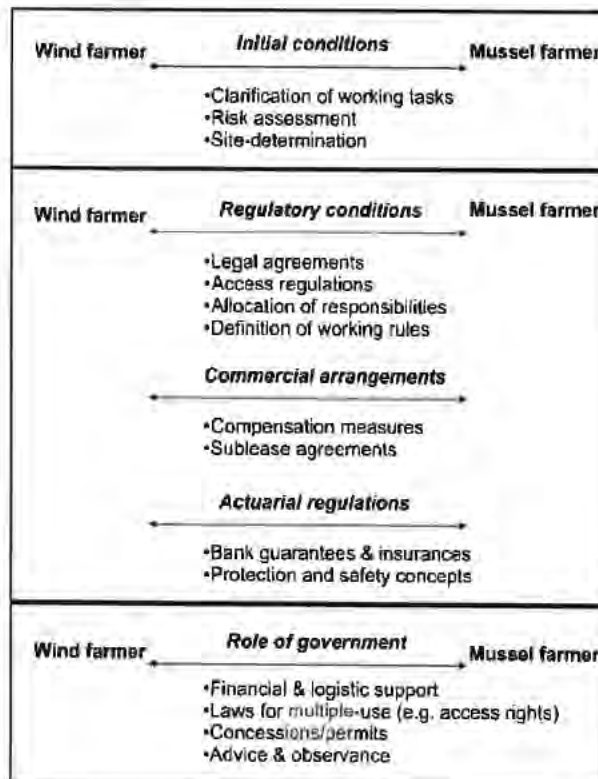 Initial conditions
Wind farmer Mussel farmer
•Clarification of working tasks
•Risk assessment
•Site-determination
Regulatory conditions
Wind farmer Mussel farmer
•Legal agreements
•Access regulations
•Allocation of responsibilities
•Definition of working rules
Commercial arrangements
•Compensation measures
•Sublease agreements
Actuarial regulations
•Bank guarantees & insurances
•Protection and safety concepts
Role of government
Wind farmer Mussel farmer
•Financial & logistic support
•Laws for multiple-use (e.g. access rights)
•Concessions/permits
•Advice & observance